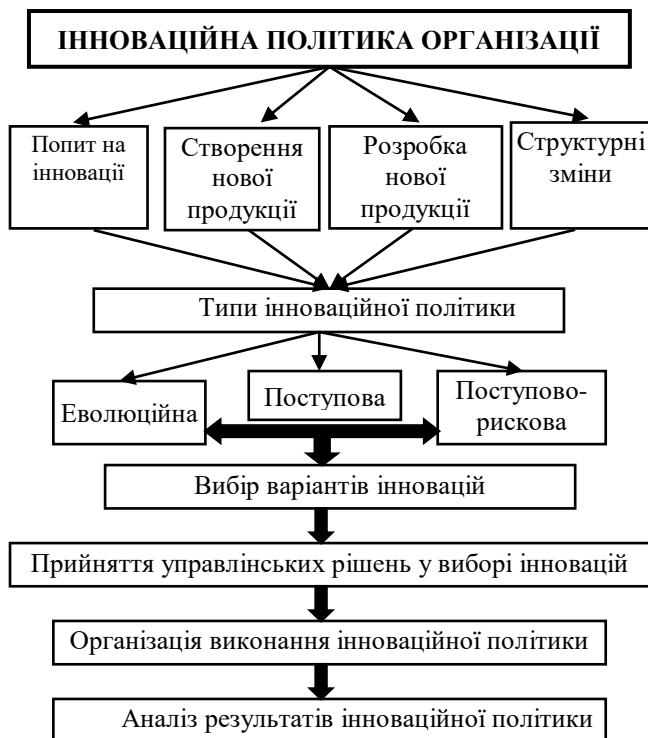 ІННОВАЦІЙНА ПОЛІТИКА ОРГАНІЗАЦІЇ
Попит на
інновації
Створення
нової
продукції
Розробка
нової
продукції
Структурні
зміни
Типи інноваційної політики
Еволюційна
Поступова
Поступово-
рискова
Вибір варіантів інновацій
Прийняття управлінських рішень у виборі інновацій
Організація виконання інноваційної політики
Аналіз результатів інноваційної політики